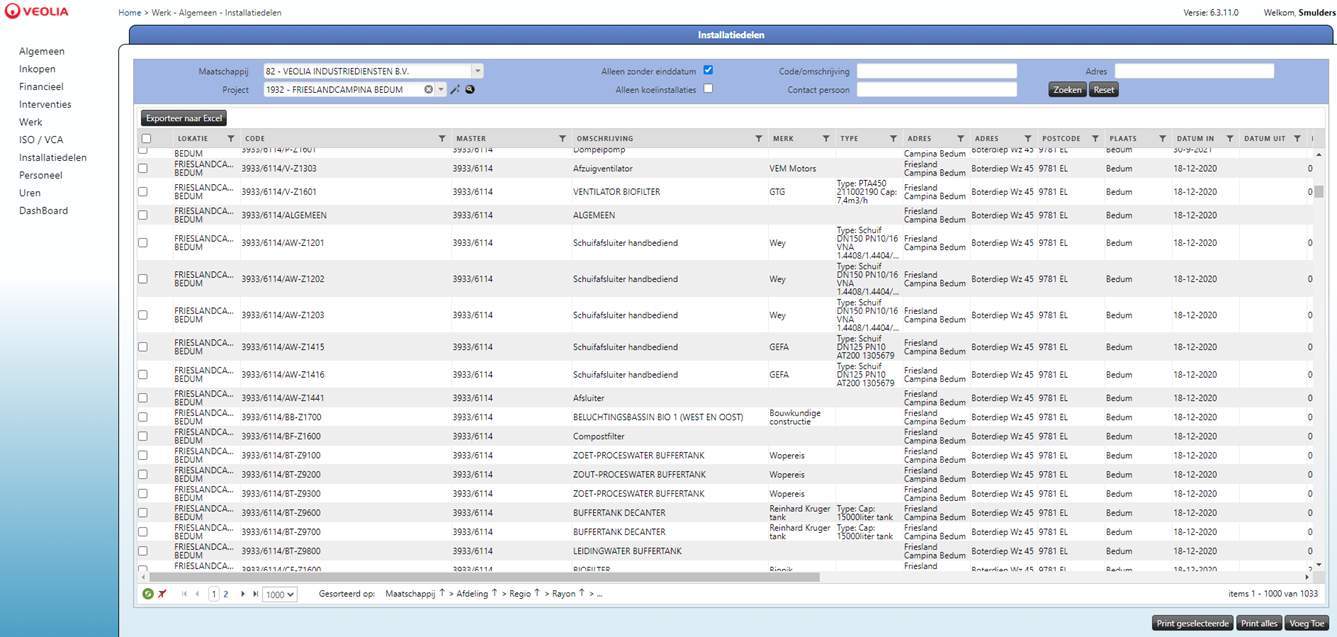 VEOLIA
Home > Werk - Algemeen - Installatiedelen
Versie: 6.3.11.0 Welkom, Smulders
Algemeen
Inkopen
Financieel
Interventies
Werk
ISO / VCA
Installatiedelen
Personeel
Uren
DashBoard
Installatiedelen
Maatschappij 82 - VEOLIA INDUSTRIEDIENSTEN B.V. Alleen zonder einddatum Code/omschrijving Adres
Project 1932 - FRIESLANDCAMPINA BEDUM Alleen koelinstallaties Contact persoon Zoeken Reset
Exporteer naar Excel
LOKATIE CODE MASTER OMSCHRIJVING MERK TYPE ADRES ADRES POSTCODE PLAATS DATUM IN DATUM UIT
BEDUM 3933/6114/P-Z1601 3933/6114 Dompelpomp Campina Bedum Boterdiep Wz 45 9781 EL Bedum 30-9-2021
FRIESLANDCA... Friesland
BEDUM 3933/6114/V-Z1303 3933/6114 Afzuigventilator VEM Motors Campina Bedum Boterdiep Wz 45 9781 EL Bedum 18-12-2020 0
FRIESLANDCA... Type: PTA450 Friesland
BEDUM 3933/6114/V-Z1601 3933/6114 VENTILATOR BIOFILTER GTG 211002190 Cap: Campina Bedum Boterdiep Wz 45 9781 EL Bedum 18-12-2020 0
7,4m3/h
FRIESLANDCA... Friesland
BEDUM 3933/6114/ALGEMEEN 3933/6114 ALGEMEEN Campina Bedum Boterdiep Wz 45 9781 EL Bedum 18-12-2020 0
Type: Schuif
FRIESLANDCA... DN150 PN10/16 Friesland
BEDUM 3933/6114/AW-Z1201 3933/6114 Schuifafsluiter handbediend Wey VNA Campina Bedum Boterdiep Wz 45 9781 EL Bedum 18-12-2020 0
1.4408/1.4404/...
Type: Schuif
FRIESLANDCA... DN150 PN10/16 Friesland
BEDUM 3933/6114/AW-Z1202 3933/6114 Schuifafsluiter handbediend Wey VNA Campina Bedum Boterdiep Wz 45 9781 EL Bedum 18-12-2020 0
1.4408/1.4404/...
Type: Schuif
FRIESLANDCA... DN150 PN10/16 Friesland
BEDUM 3933/6114/AW-Z1203 3933/6114 Schuifafsluiter handbediend Wey VNA Campina Bedum Boterdiep Wz 45 9781 EL Bedum 18-12-2020 0
1.4408/1.4404/...
FRIESLANDCA... Type: Schuif Friesland
BEDUM 3933/6114/AW-Z1415 3933/6114 Schuifafsluiter handbediend GEFA DN125 PN10 Campina Bedum Boterdiep Wz 45 9781 EL Bedum 18-12-2020 0
AT200 1305679
FRIESLANDCA... Type: Schuif Friesland
BEDUM 3933/6114/AW-Z1416 3933/6114 Schuifafsluiter handbediend GEFA DN125 PN10 Campina Bedum Boterdiep Wz 45 9781 EL Bedum 18-12-2020 0
AT200 1305679
FRIESLANDCA... Friesland
BEDUM 3933/6114/AW-Z1441 3933/6114 Afsluiter Campina Bedum Boterdiep Wz 45 9781 EL Bedum 18-12-2020 0
FRIESLANDCA... Bouwkundige Friesland
BEDUM 3933/6114/BB-Z1700 3933/6114 BELUCHTINGSBASSIN BIO 1 (WEST EN OOST) constructie Campina Bedum Boterdiep Wz 45 9781 EL Bedum 18-12-2020 0
FRIESLANDCA... Friesland
BEDUM 3933/6114/BF-Z1600 3933/6114 Compostfilter Campina Bedum Boterdiep Wz 45 9781 EL Bedum 18-12-2020 0
FRIESLANDCA... Friesland
BEDUM 3933/6114/BT-Z9100 3933/6114 ZOET-PROCESWATER BUFFERTANK Wopereis Campina Bedum Boterdiep Wz 45 9781 EL Bedum 18-12-2020 0
FRIESLANDCA... Friesland
BEDUM 3933/6114/BT-Z9200 3933/6114 ZOUT-PROCESWATER BUFFERTANK Wopereis Campina Bedum Boterdiep Wz 45 9781 EL Bedum 18-12-2020 0
FRIESLANDCA... Friesland
BEDUM 3933/6114/BT-Z9300 3933/6114 ZOET-PROCESWATER BUFFERTANK Wopereis Campina Bedum Boterdiep Wz 45 9781 EL Bedum 18-12-2020 0
FRIESLANDCA... Reinhard Kruger Type: Cap: Friesland
BEDUM 3933/6114/BT-Z9600 3933/6114 BUFFERTANK DECANTER tank 15000liter tank Campina Bedum Boterdiep Wz 45 9781 EL Bedum 18-12-2020 0
FRIESLANDCA... Reinhard Kruger Type: Cap: Friesland
BEDUM 3933/6114/BT-Z9700 3933/6114 BUFFERTANK DECANTER tank 15000liter tank Campina Bedum Boterdiep Wz 45 9781 EL Bedum 18-12-2020 0
FRIESLANDCA... Friesland
BEDUM 3933/6114/BT-Z9800 3933/6114 LEIDINGWATER BUFFERTANK Campina Bedum Boterdiep Wz 45 9781 EL Bedum 18-12-2020 0
FRIESLANDCA... 3933/6114/CF-Z1600 3933/6114 BIOFILTER Bionik Friesland Boterdiep Wz 45 9781 EL Bedum 18-12-2020
1 2 1000 Gesorteerd op: Maatschappij ↑ > Afdeling ↑ > Regio ↑ > Rayon ↑ > ... items 1 - 1000 van 1033
Print geselecteerde Print alles Voeg Toe